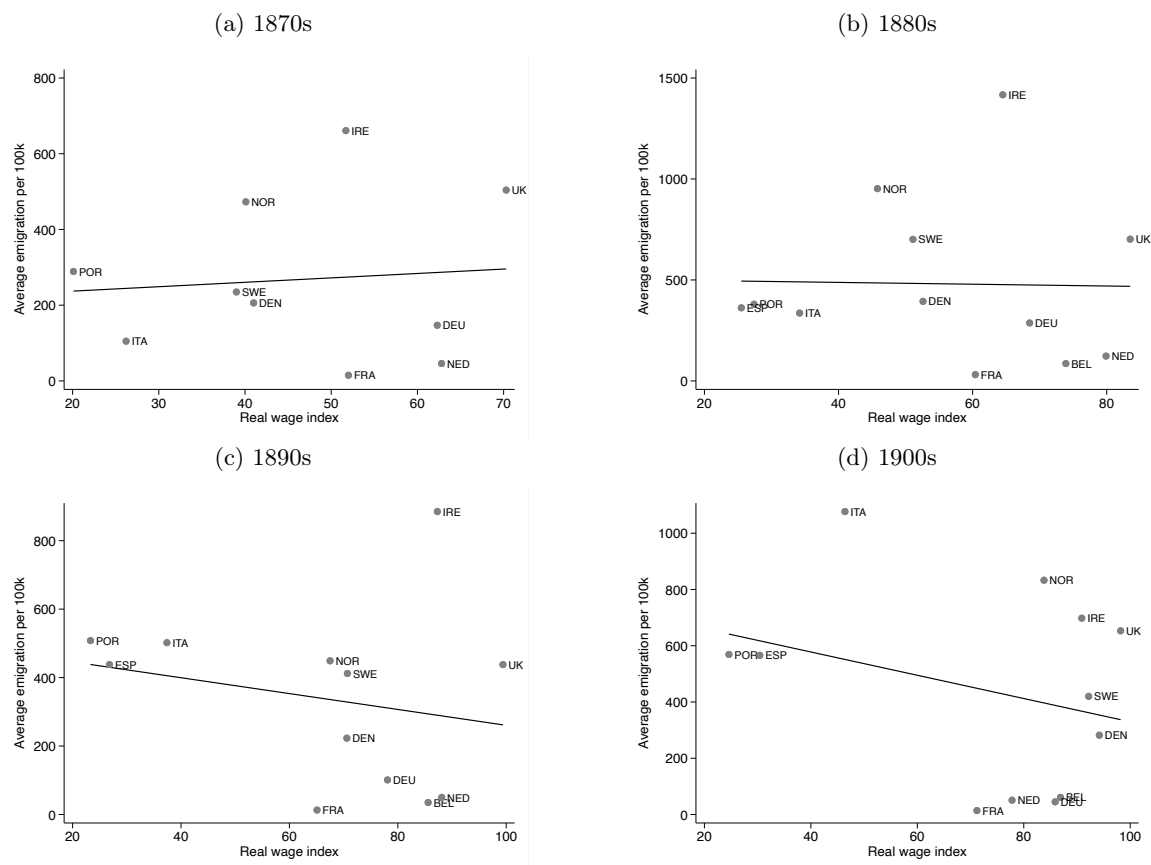 (a) 1870s
Average emigration per 100k
800
600
400
200
0
IRE
UK
NOR
POR
SWE
DEN
ITA
DEU
NED
FRA
20 30 40 50 60 70
Real wage index
(b) 1880s
Average emigration per 100k
1500
1000
500
0
IRE
NOR
SWE
UK
POR
ESP
ITA
DEN
DEU
NED
BEL
FRA
20 40 60 80
Real wage index
(c) 1890s
Average emigration per 100k
800
600
400
200
0
IRE
POR
ITA
ESP
NOR
SWE
UK
DEN
DEU
NED
BEL
FRA
20 40 60 80 100
Real wage index
(d) 1900s
Average emigration per 100k
1000
800
600
400
200
0
ITA
NOR
IRE
UK
POR
ESP
SWE
DEN
BEL
DEU
NED
FRA
20 40 60 80 100
Real wage index